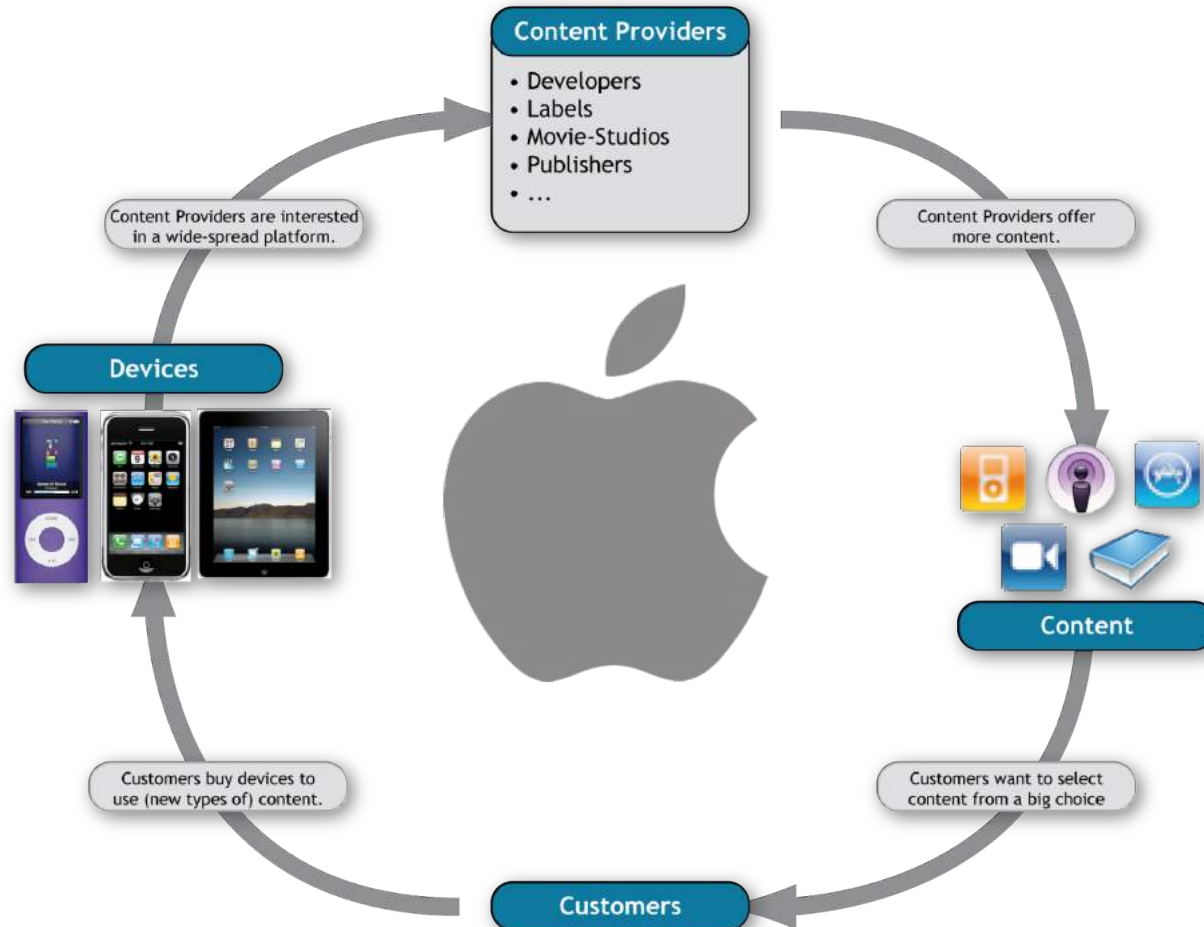 Content Providers
• Developers
• Labels
• Movie-Studios
• Publishers
• ...
Content Providers are interested
in a wide-spread platform.
Content Providers offer
more content.
Devices
Content
Customers buy devices to
use (new types of) content.
Customers want to select
content from a big choice
Customers